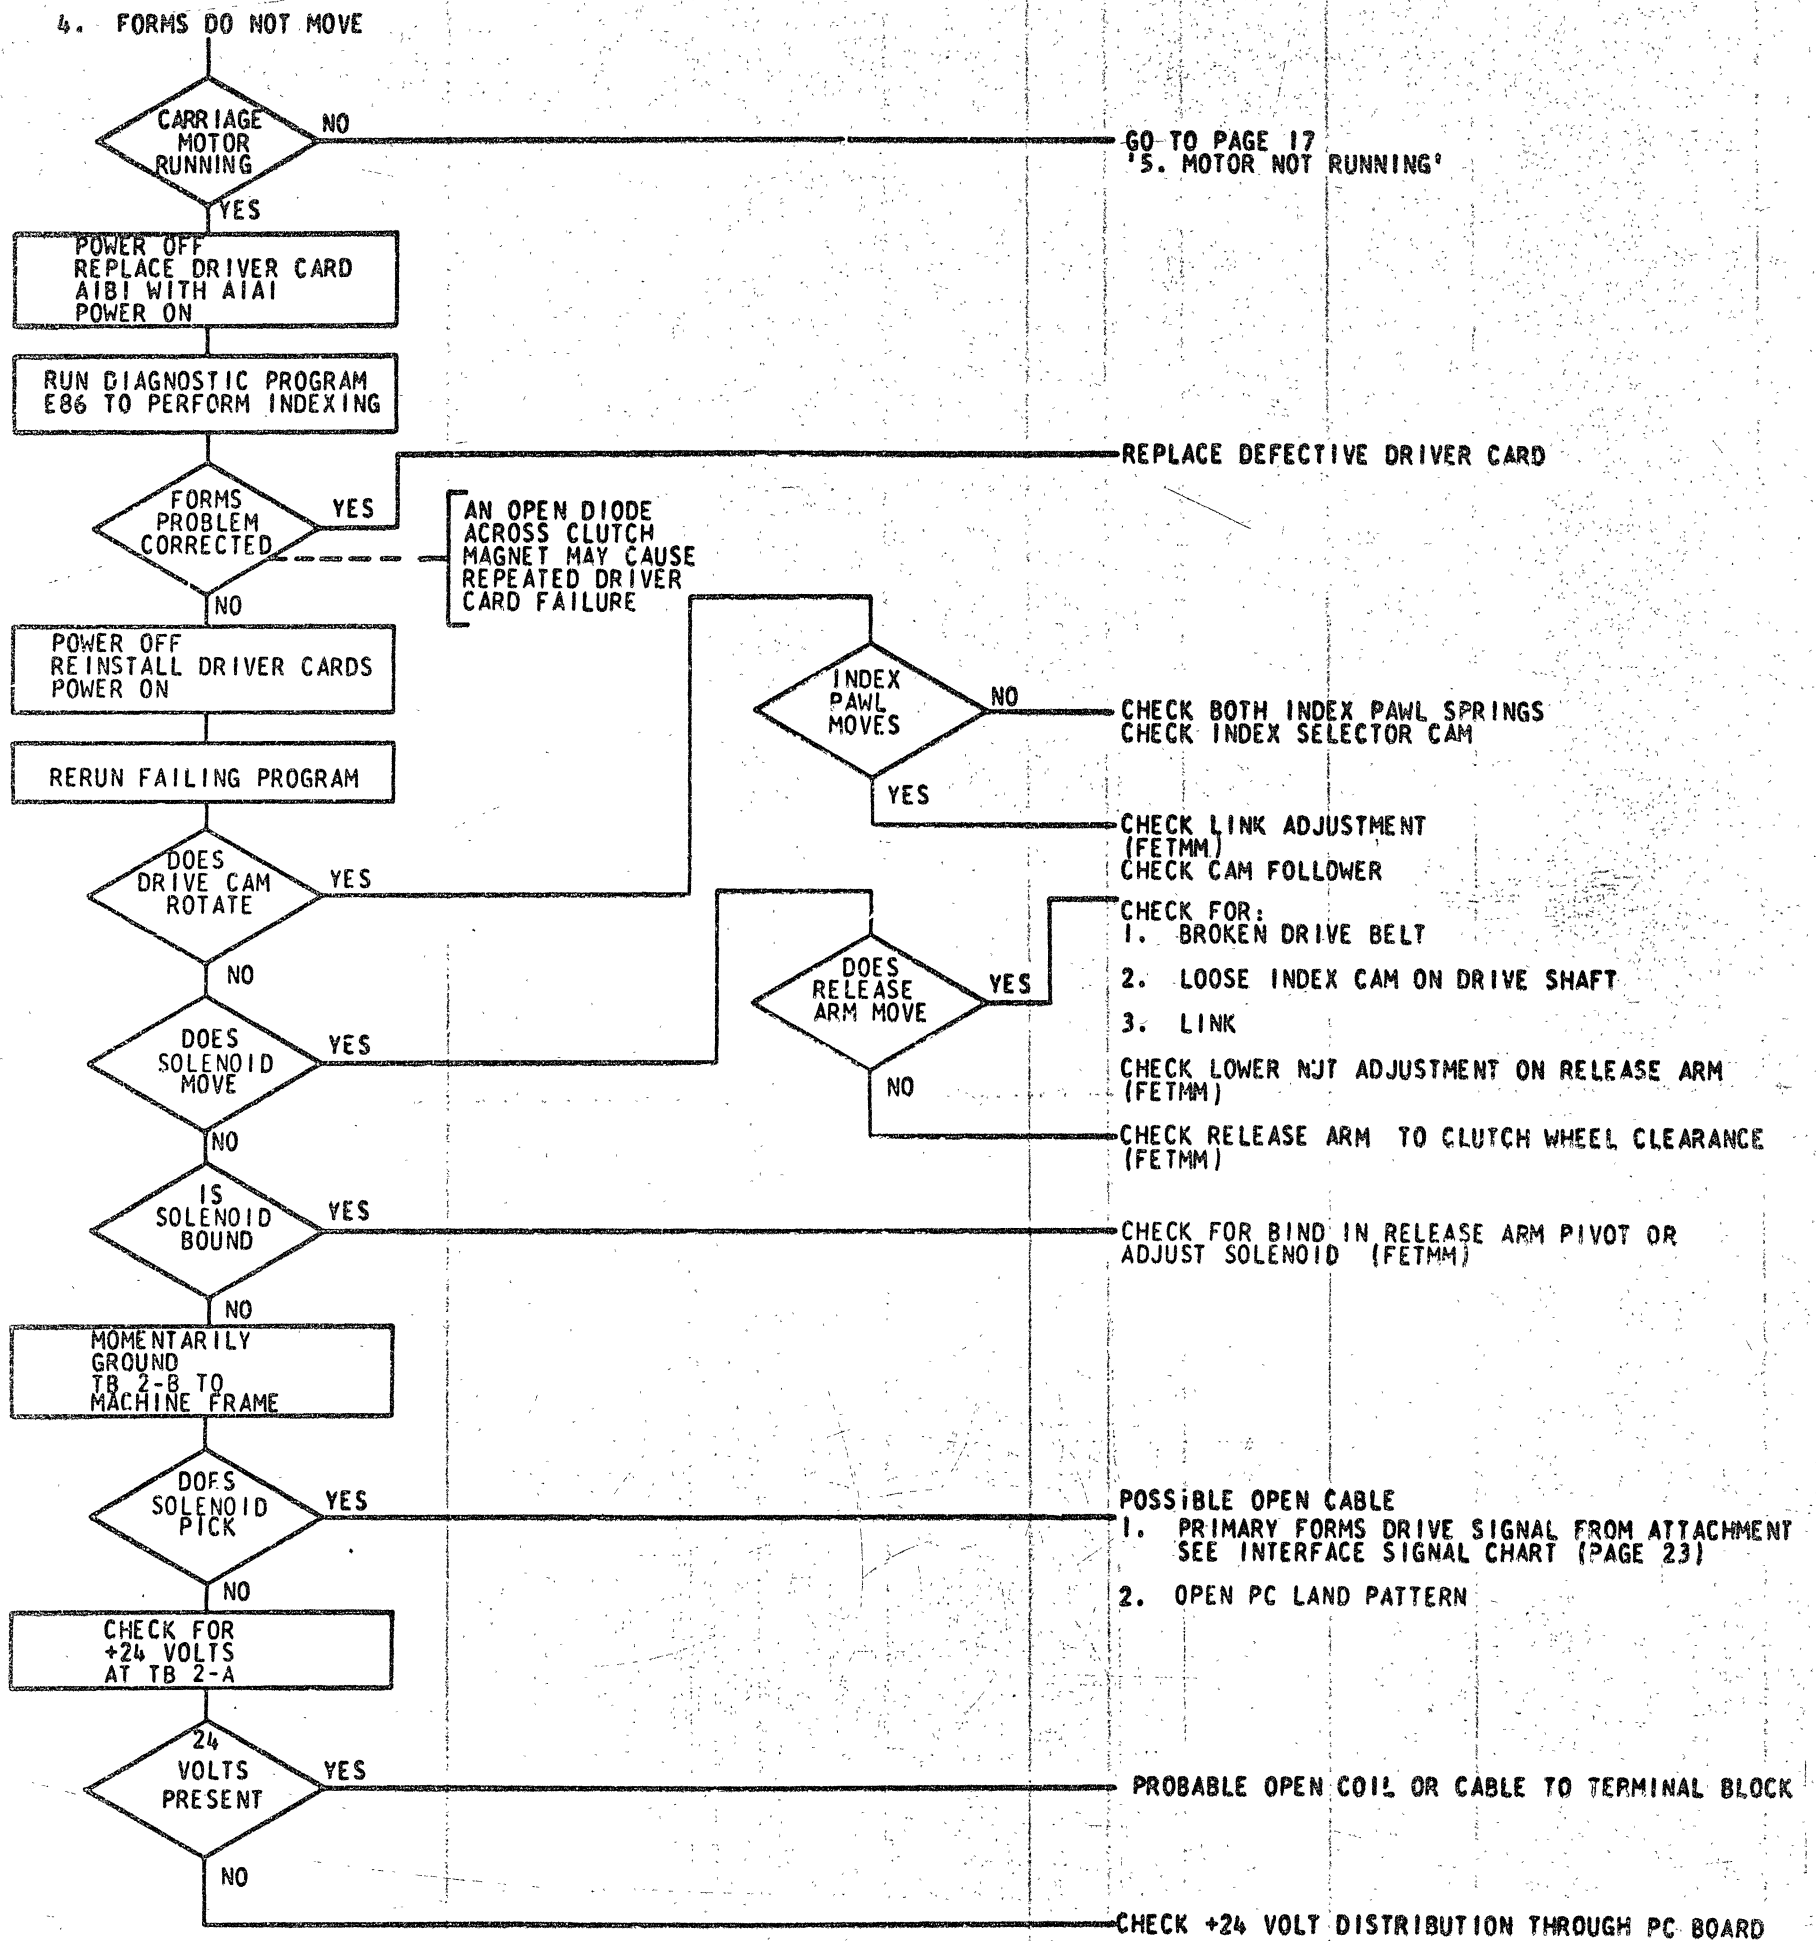 4. FORMS DO NOT MOVE
CARRIAGE
MOTOR
RUNNING
NO
GO TO PAGE 17
'5. MOTOR NOT RUNNING'
YES
POWER OFF
REPLACE DRIVER CARD
A1B1 WITH A1A1
POWER ON
RUN DIAGNOSTIC PROGRAM
E86 TO PERFORM INDEXING
FORMS
PROBLEM
CORRECTED
YES
REPLACE DEFECTIVE DRIVER CARD
AN OPEN DIODE
ACROSS CLUTCH
MAGNET MAY CAUSE
REPEATED DRIVER
CARD FAILURE
NO
POWER OFF
REINSTALL DRIVER CARDS
POWER ON
RERUN FAILING PROGRAM
DOES
DRIVE CAM
ROTATE
YES
INDEX
PAWL
MOVES
NO
CHECK BOTH INDEX PAWL SPRINGS
CHECK INDEX SELECTOR CAM
YES
CHECK LINK ADJUSTMENT
(FETMM)
CHECK CAM FOLLOWER
NO
DOES
SOLENOID
MOVE
YES
DOES
RELEASE
ARM MOVE
YES
CHECK FOR:
1. BROKEN DRIVE BELT
2. LOOSE INDEX CAM ON DRIVE SHAFT
3. LINK
CHECK LOWER NUT ADJUSTMENT ON RELEASE ARM
(FETMM)
NO
CHECK RELEASE ARM TO CLUTCH WHEEL CLEARANCE
(FETMM)
NO
IS
SOLENOID
BOUND
YES
CHECK FOR BIND IN RELEASE ARM PIVOT OR
ADJUST SOLENOID (FETMM)
NO
MOMENTARILY
GROUND
TB 2-B TO
MACHINE FRAME
DOES
SOLENOID
PICK
YES
POSSIBLE OPEN CABLE
1. PRIMARY FORMS DRIVE SIGNAL FROM ATTACHMENT
SEE INTERFACE SIGNAL CHART (PAGE 23)
2. OPEN PC LAND PATTERN
NO
CHECK FOR
+24 VOLTS
AT TB 2-A
24
VOLTS
PRESENT
YES
PROBABLE OPEN COIL OR CABLE TO TERMINAL BLOCK
NO
CHECK +24 VOLT DISTRIBUTION THROUGH PC BOARD